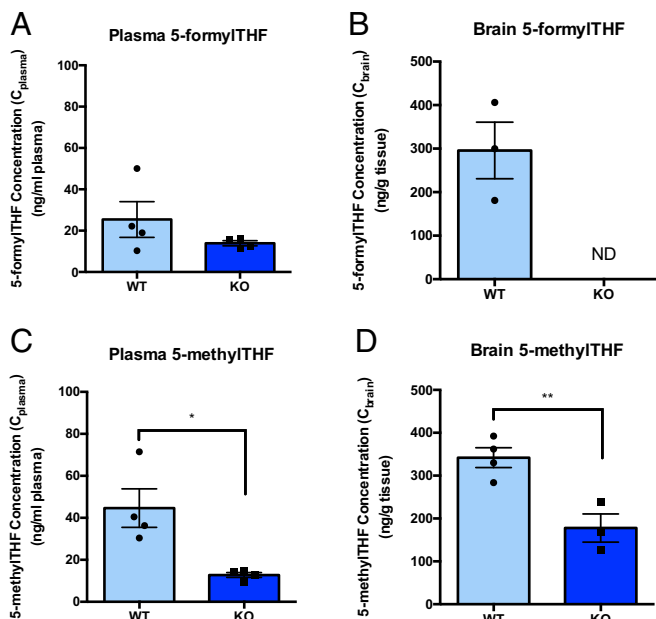 A
Plasma 5-formylTHF
5-formylTHF Concentration (Cplasma)
(ng/ml plasma)
100
80
60
40
20
0
WT
KO
B
Brain 5-formylTHF
5-formylTHF Concentration (Cbrain)
(ng/g tissue)
500
400
300
200
100
0
ND
WT
KO
C
Plasma 5-methylTHF
5-methylTHF Concentration (Cplasma)
(ng/ml plasma)
100
80
60
40
20
0
*
WT
KO
D
Brain 5-methylTHF
5-methylTHF Concentration (Cbrain)
(ng/g tissue)
500
400
300
200
100
0
**
WT
KO